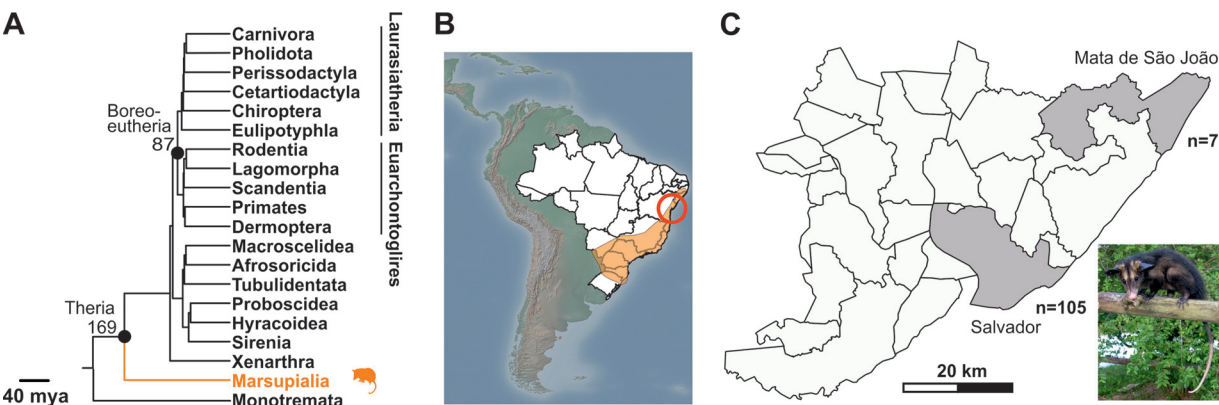 A
Carnivora
Pholidota
Perissodactyla
Cetartiodactyla
Chiroptera
Eulipotyphla
Rodentia
Lagomorpha
Scandentia
Primates
Dermoptera
Macroscelidea
Afrosoricida
Tubulidentata
Proboscidea
Hyracoidea
Sirenia
Xenarthra
Marsupialia
Monotremata
Laurasiatheria
Euarchontoglires
Boreo-
eutheria
87
Theria
169
40 mya
B
C
Mata de São João
n=7
n=105
Salvador
20 km